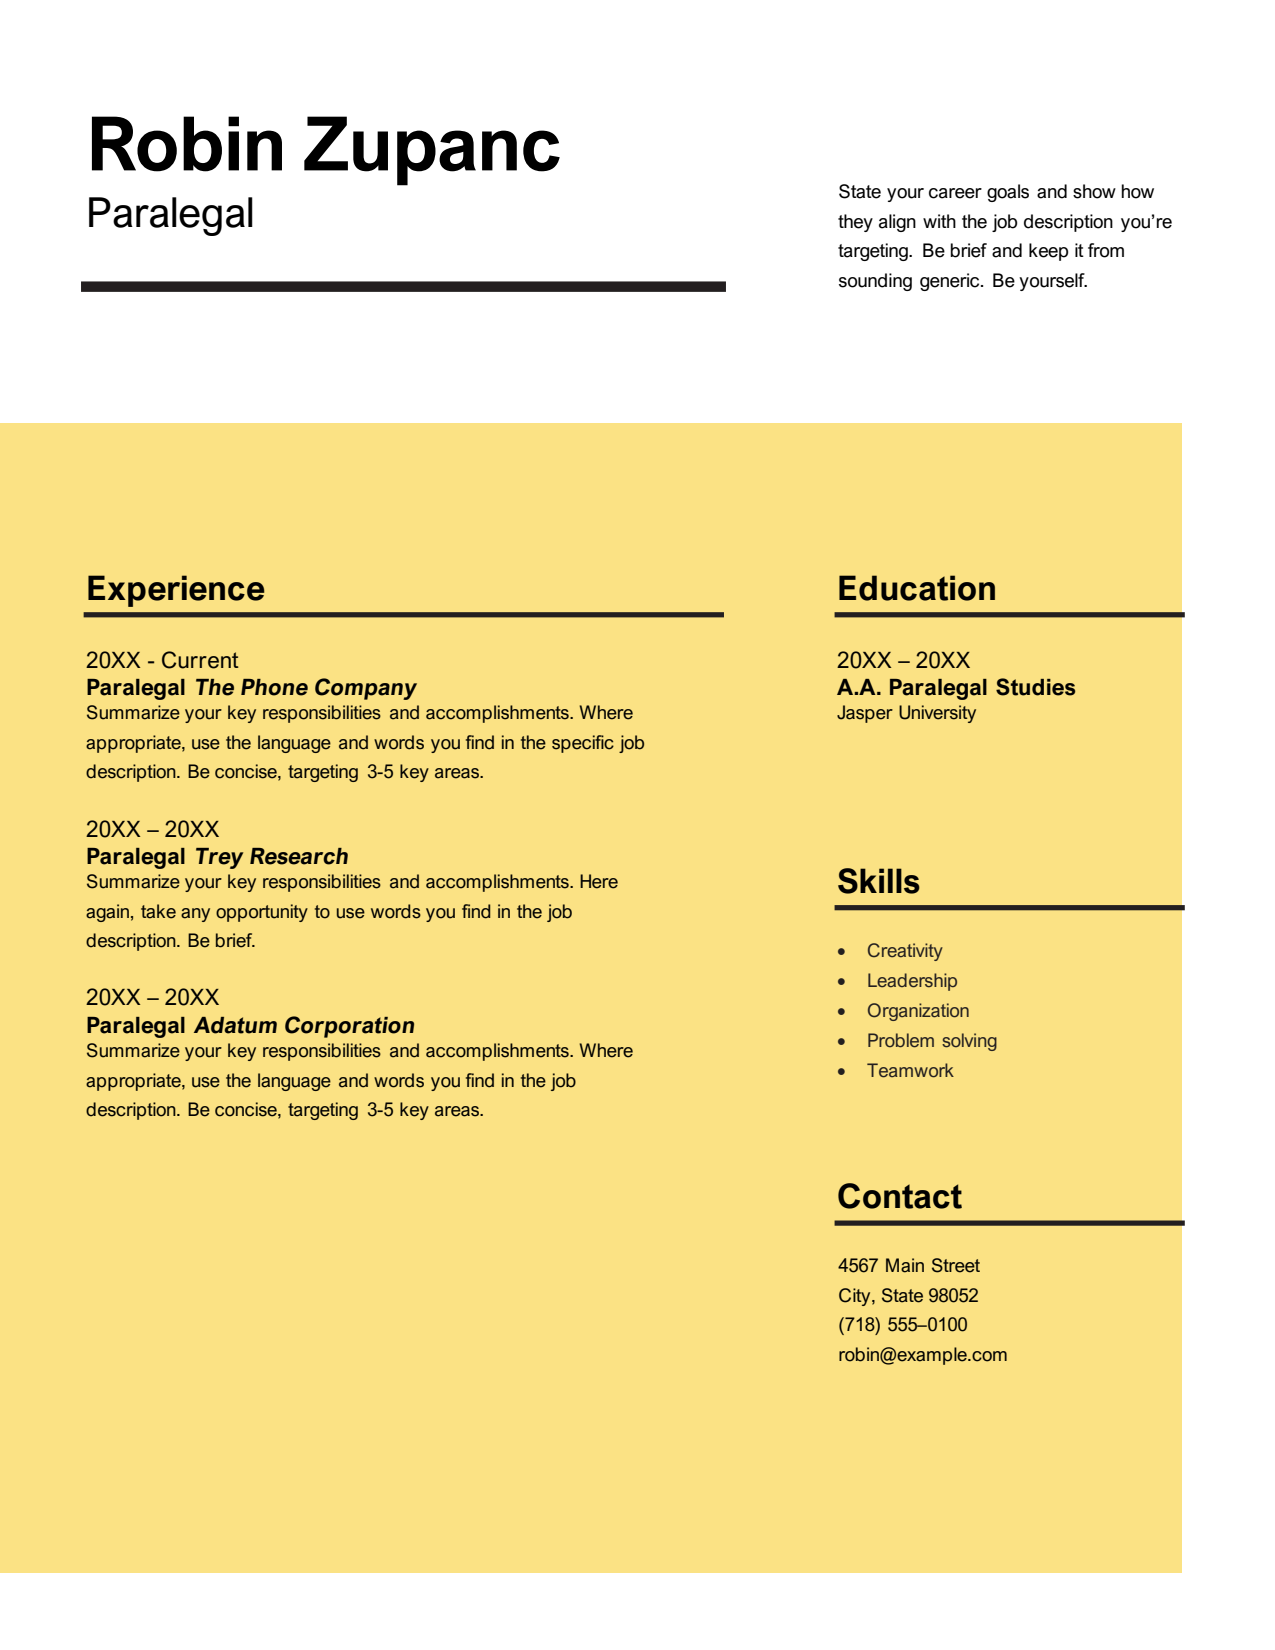 Robin Zupanc
Paralegal
State your career goals and show how
they align with the job description you’re
targeting. Be brief and keep it from
sounding generic. Be yourself.
Experience
20XX - Current
Paralegal The Phone Company
Summarize your key responsibilities and accomplishments. Where
appropriate, use the language and words you find in the specific job
description. Be concise, targeting 3-5 key areas.
20XX – 20XX
Paralegal Trey Research
Summarize your key responsibilities and accomplishments. Here
again, take any opportunity to use words you find in the job
description. Be brief.
20XX – 20XX
Paralegal Adatum Corporation
Summarize your key responsibilities and accomplishments. Where
appropriate, use the language and words you find in the job
description. Be concise, targeting 3-5 key areas.
Education
20XX – 20XX
A.A. Paralegal Studies
Jasper University
Skills
• Creativity
• Leadership
• Organization
• Problem solving
• Teamwork
Contact
4567 Main Street
City, State 98052
(718) 555–0100
robin@example.com